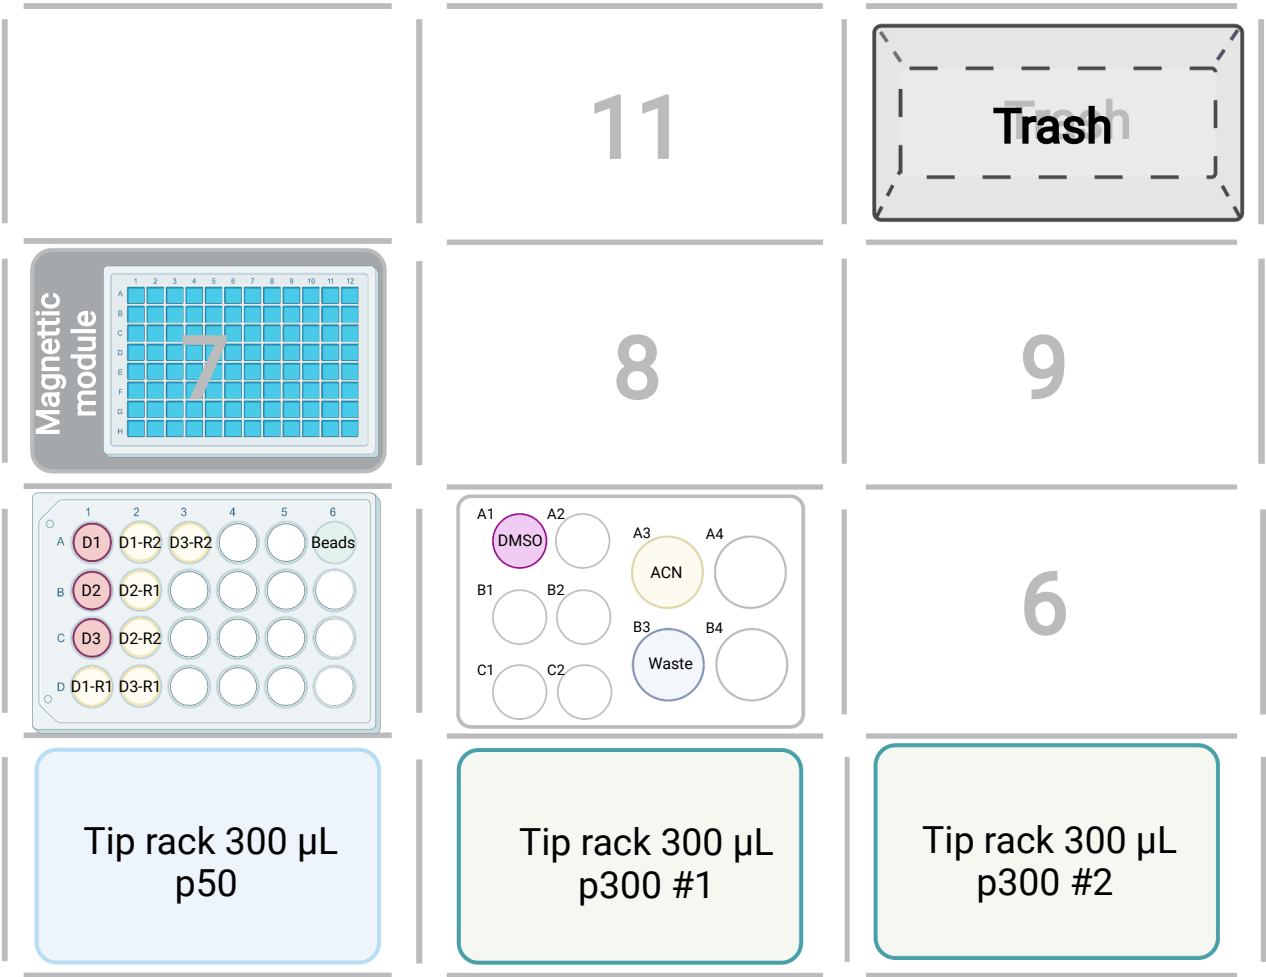 11
Trash
Trash
Magnettic
module
1 2 3 4 5 6 7 8 9 10 11 12
A
B
C
D
E
F
G
H
7
8
9
1 2 3 4 5 6
A D1 D1-R2 D3-R2 Beads
B D2 D2-R1
C D3 D2-R2
D D1-R1 D3-R1
A1 DMSO A2
A3 ACN A4
B1 B2
B3 Waste B4
C1 C2
6
Tip rack 300 µL
p50
Tip rack 300 µL
p300 #1
Tip rack 300 µL
p300 #2